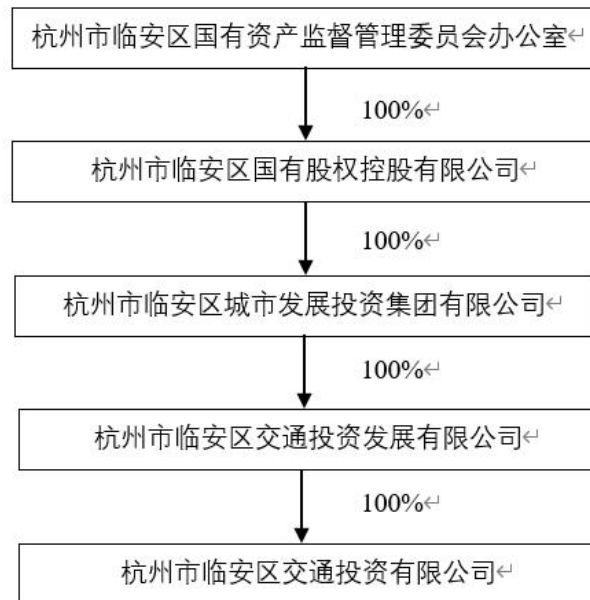 杭州市临安区国有资产监督管理委员会办公室↵
100%↵
杭州市临安区国有股权控股有限公司↵
100%↵
杭州市临安区城市发展投资集团有限公司↵
100%↵
杭州市临安区交通投资发展有限公司↵
100%↵
杭州市临安区交通投资有限公司↵